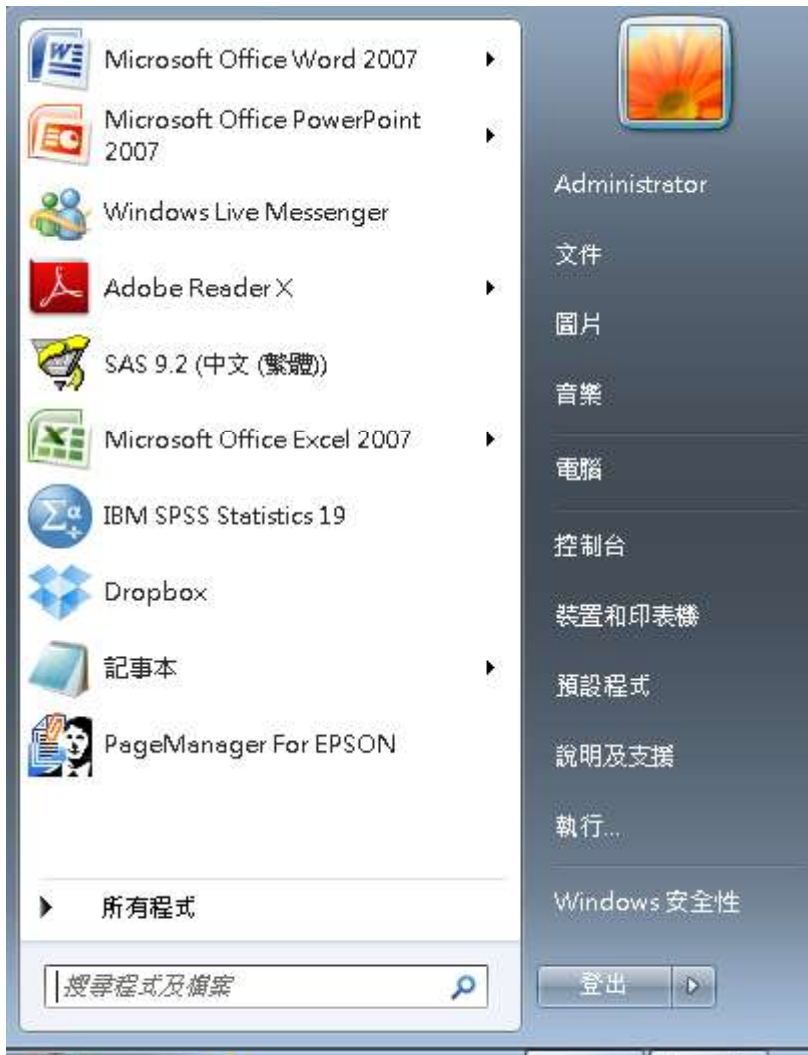 Microsoft Office Word 2007
Microsoft Office PowerPoint
2007
Windows Live Messenger
Adobe Reader X
SAS 9.2 (中文 (繁體))
Microsoft Office Excel 2007
IBM SPSS Statistics 19
Dropbox
記事本
PageManager For EPSON
所有程式
搜尋程式及檔案
Administrator
文件
圖片
音樂
電腦
控制台
裝置和印表機
預設程式
說明及支援
執行...
Windows 安全性
登出